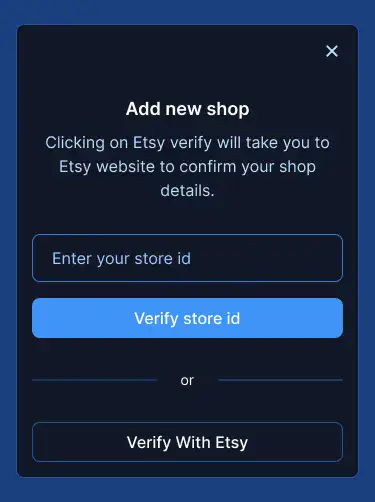 Add new shop
Clicking on Etsy verify will take you to
Etsy website to confirm your shop
details.
Enter your store id
Verify store id
or
Verify With Etsy